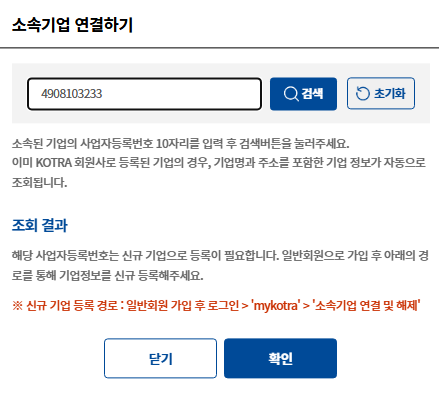 소속기업 연결하기
4908103233
검색
초기화
소속된 기업의 사업자등록번호 10자리를 입력 후 검색버튼을 눌러주세요.
이미 KOTRA 회원사로 등록된 기업의 경우, 기업명과 주소를 포함한 기업 정보가 자동으로
조회됩니다.
조회 결과
해당 사업자등록번호는 신규 기업으로 등록이 필요합니다. 일반회원으로 가입 후 아래의 경
로를 통해 기업정보를 신규 등록해주세요.
※ 신규 기업 등록 경로 : 일반회원 가입 후 로그인 > 'mykotra' > '소속기업 연결 및 해제'
닫기
확인